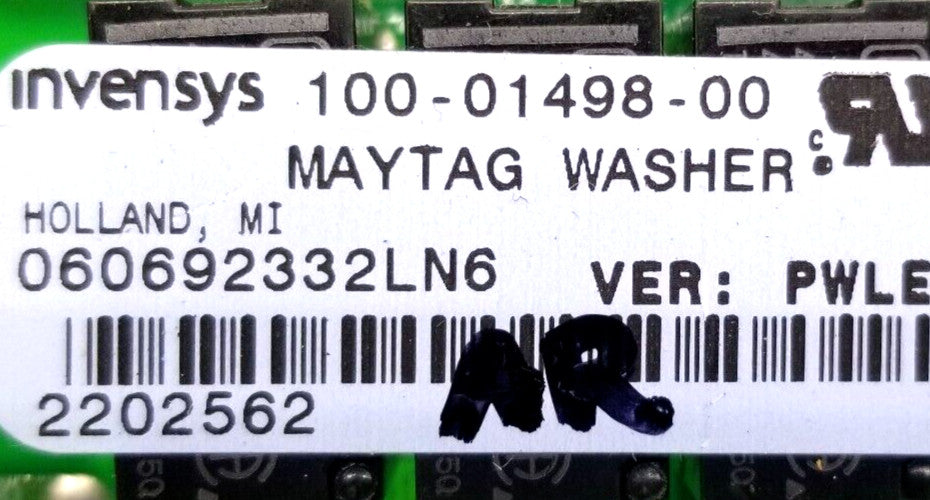 invensys 100-01498-00
MAYTAG WASHER
HOLLAND, MI
060692332LN6 VER: PWLE
2202562
AR